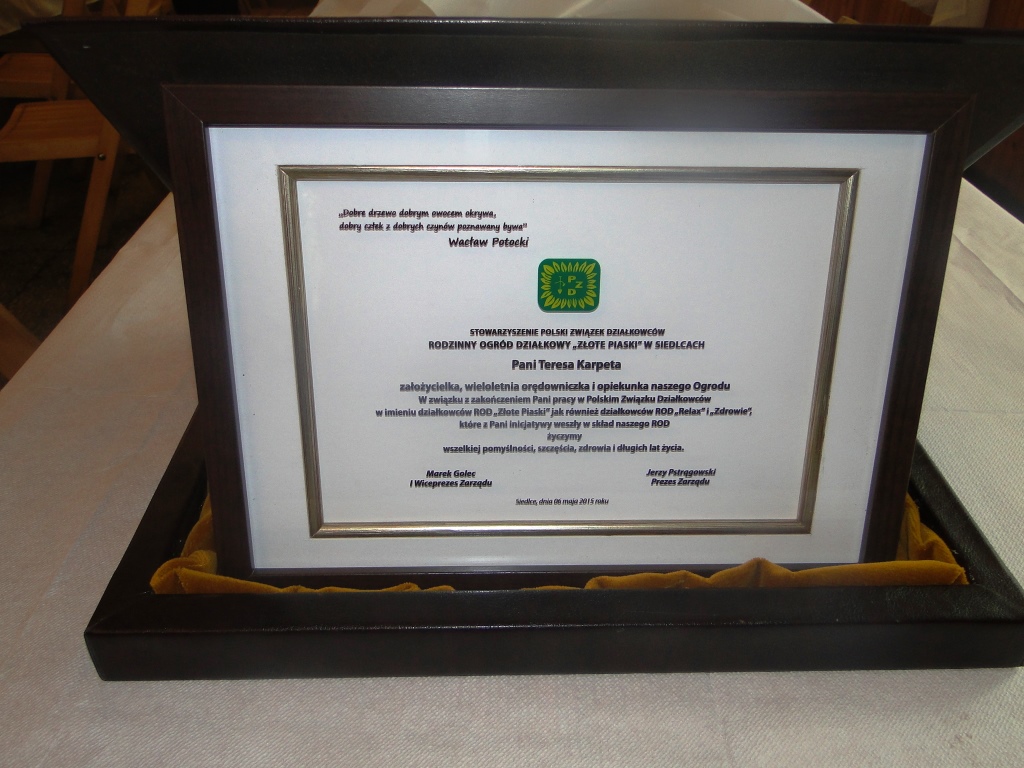 „Dobre drzewo dobrym owocem okrywa,
dobry człek z dobrych czynów poznawany bywa"
Wacław Potocki
P
Z
D
STOWARZYSZENIE POLSKI ZWIĄZEK DZIAŁKOWCÓW
RODZINNY OGRÓD DZIAŁKOWY „ZŁOTE PIASKI" W SIEDLCACH
Pani Teresa Karpeta
założycielka, wieloletnia orędowniczka i opiekunka naszego Ogrodu
W związku z zakończeniem Pani pracy w Polskim Związku Działkowców
w imieniu działkowców ROD „Złote Piaski" jak również działkowców ROD „Relax" i „Zdrowie",
które z Pani inicjatywy weszły w skład naszego ROD
życzymy
wszelkiej pomyślności, szczęścia, zdrowia i długich lat życia.
Marek Golec
I Wiceprezes Zarządu
Jerzy Pstrągowski
Prezes Zarządu
Siedlce, dnia 06 maja 2015 roku